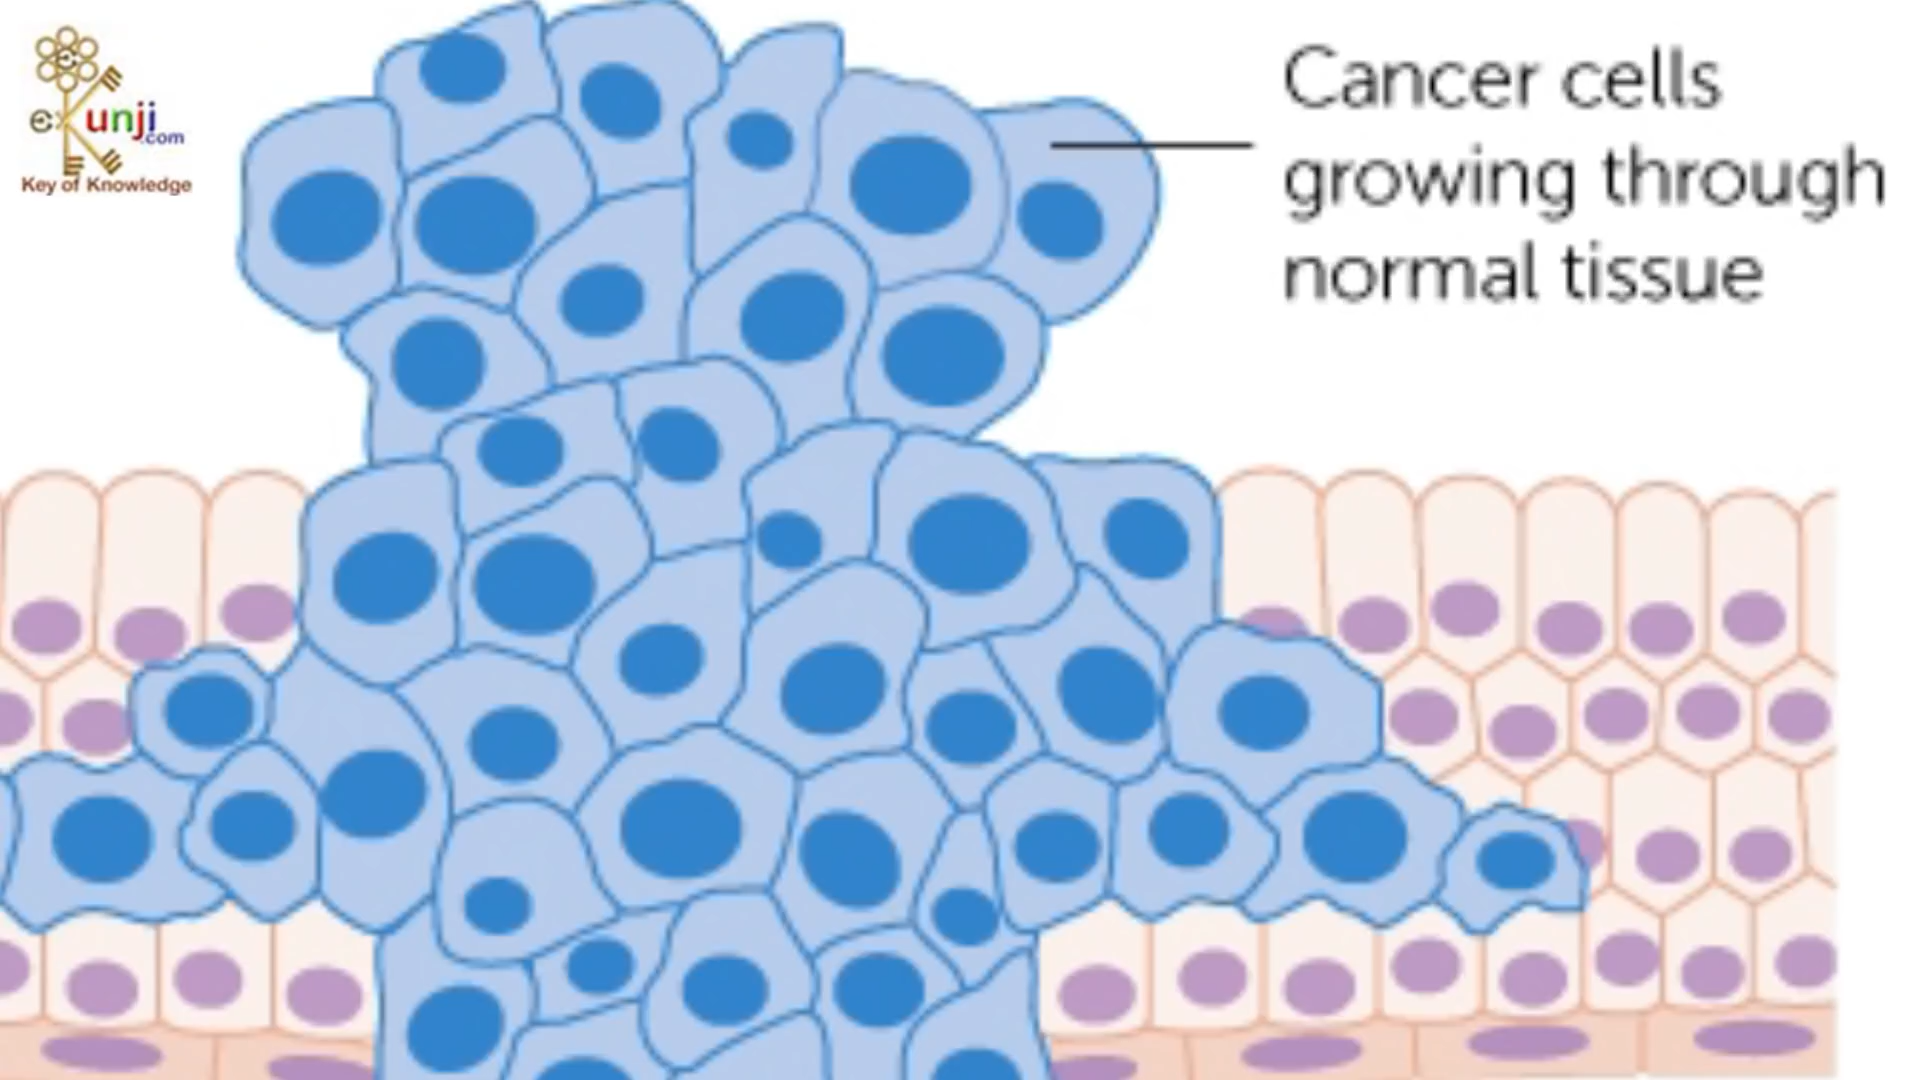 eKunji
.com
Key of Knowledge
Cancer cells
growing through
normal tissue